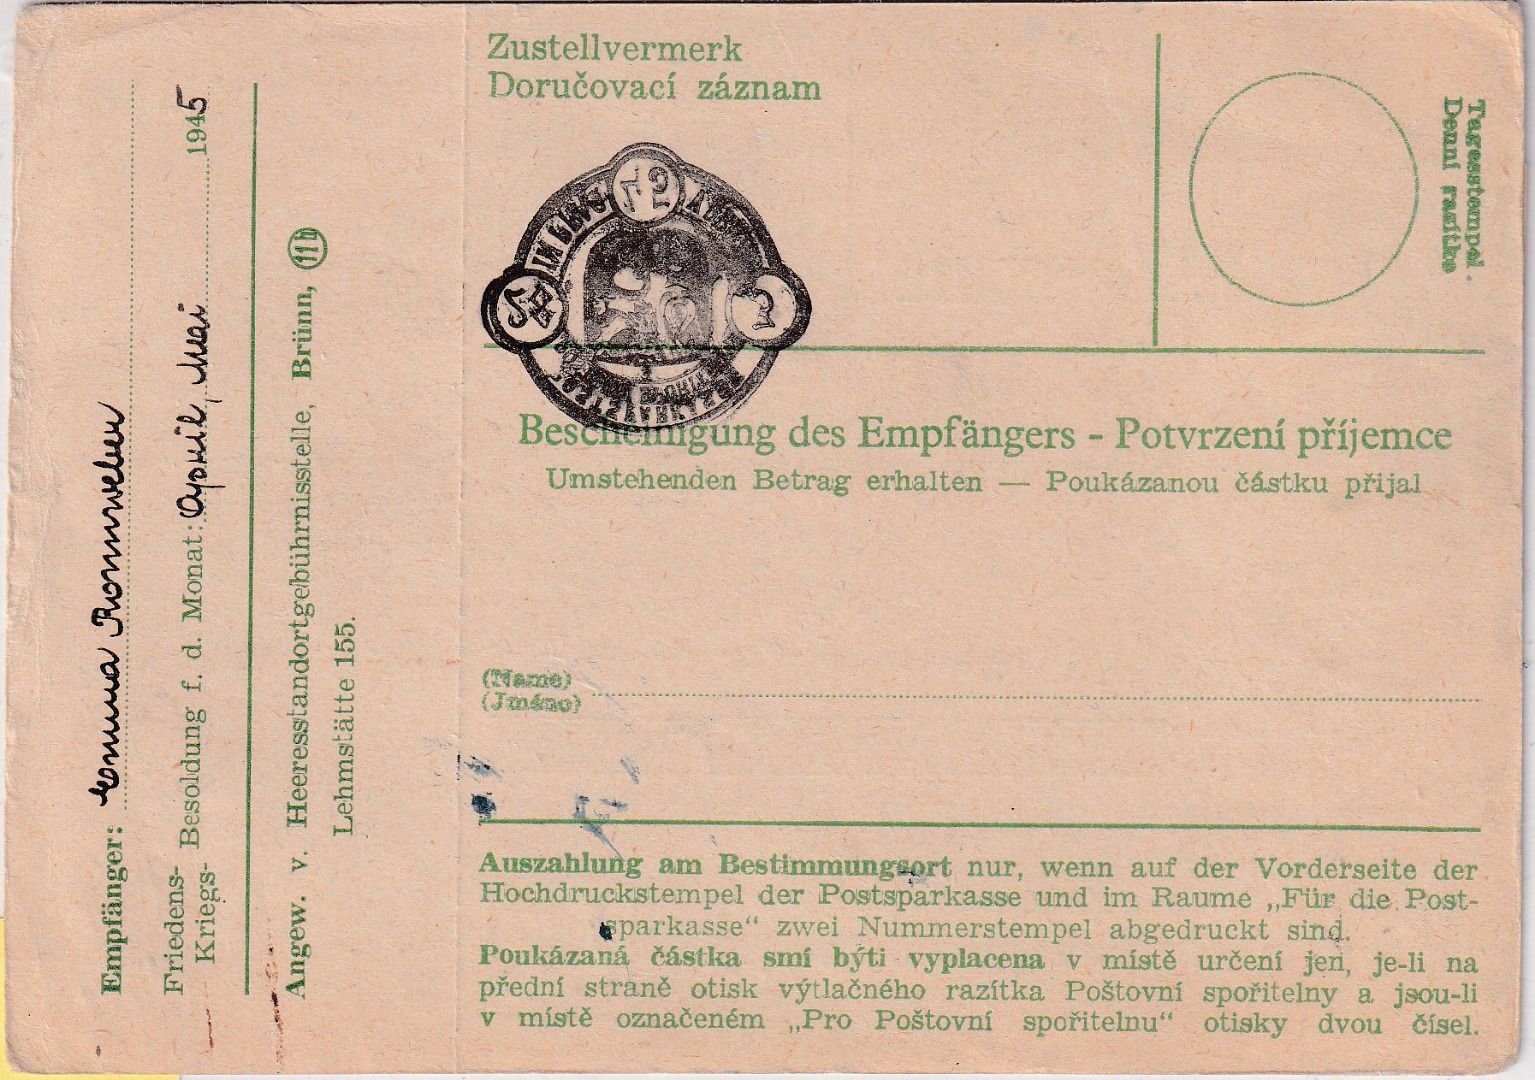 Empfänger: Emma
Friedens-
Kriegs- Besoldung f. d. Monat: April, Mai 1945
Angew. v. Heeresstandortgebührnisstelle, Brünn, 11b
Lehmstätte 155.
Zustellvermerk
Doručovací záznam
Tagesstempel.
Denní razítko
Bescheinigung des Empfängers - Potvrzení příjemce
Umstehenden Betrag erhalten — Poukázanou částku přijal
(Name)
(Jméno)
Auszahlung am Bestimmungsort nur, wenn auf der Vorderseite der
Hochdruckstempel der Postsparkasse und im Raume „Für die Post-
sparkasse“ zwei Nummerstempel abgedruckt sind.
Poukázaná částka smí býti vyplacena v místě určení jen, je-li na
přední straně otisk výtlačného razítka Poštovní spořitelny a jsou-li
v místě označeném „Pro Poštovní spořitelnu“ otisky dvou čísel.